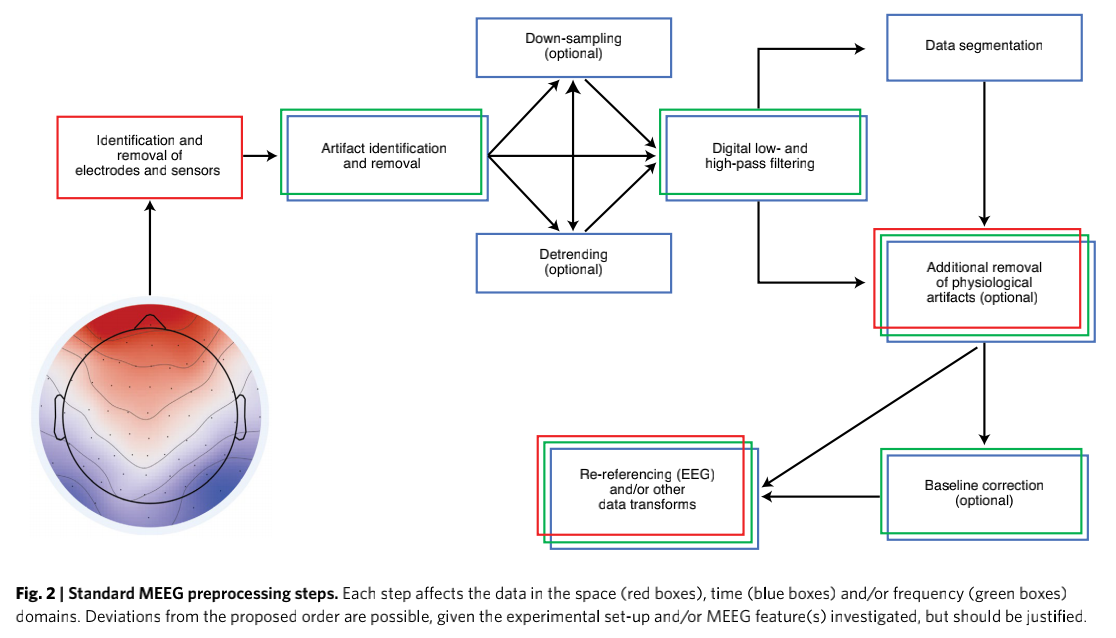 Down-sampling
(optional)
Data segmentation
Identification and
removal of
electrodes and sensors
Artifact identification
and removal
Digital low- and
high-pass filtering
Detrending
(optional)
Additional removal
of physiological
artifacts (optional)
Re-referencing (EEG)
and/or other
data transforms
Baseline correction
(optional)
Fig. 2 | Standard MEEG preprocessing steps. Each step affects the data in the space (red boxes), time (blue boxes) and/or frequency (green boxes)
domains. Deviations from the proposed order are possible, given the experimental set-up and/or MEEG feature(s) investigated, but should be justified.